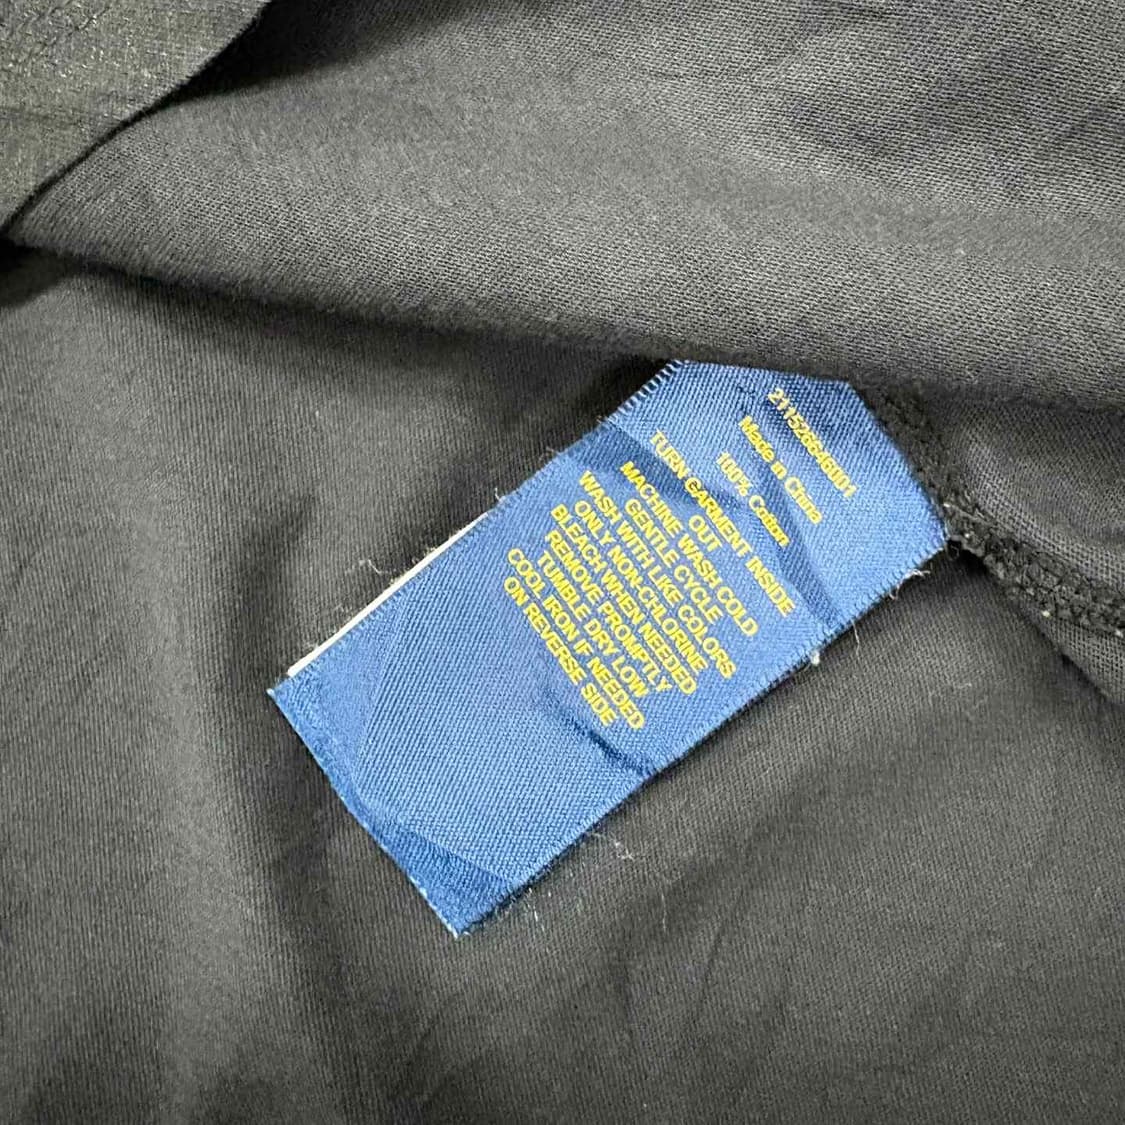 211526646001
Made in China
100% Cotton
TURN GARMENT INSIDE
OUT
MACHINE WASH COLD
GENTLE CYCLE
WASH WITH LIKE COLORS
ONLY NON-CHLORINE
BLEACH WHEN NEEDED
REMOVE PROMPTLY
TUMBLE DRY LOW
COOL IRON IF NEEDED
ON REVERSE SIDE